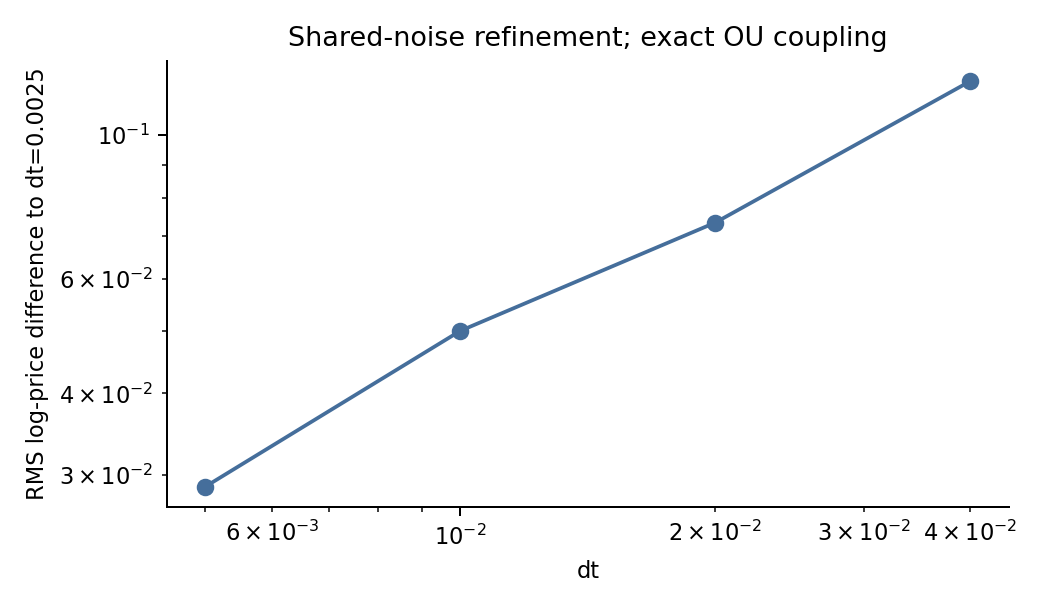 Shared-noise refinement; exact OU coupling
RMS log-price difference to dt=0.0025
10⁻¹
6 × 10⁻²
4 × 10⁻²
3 × 10⁻²
6 × 10⁻³
10⁻²
2 × 10⁻²
3 × 10⁻²
4 × 10⁻²
dt